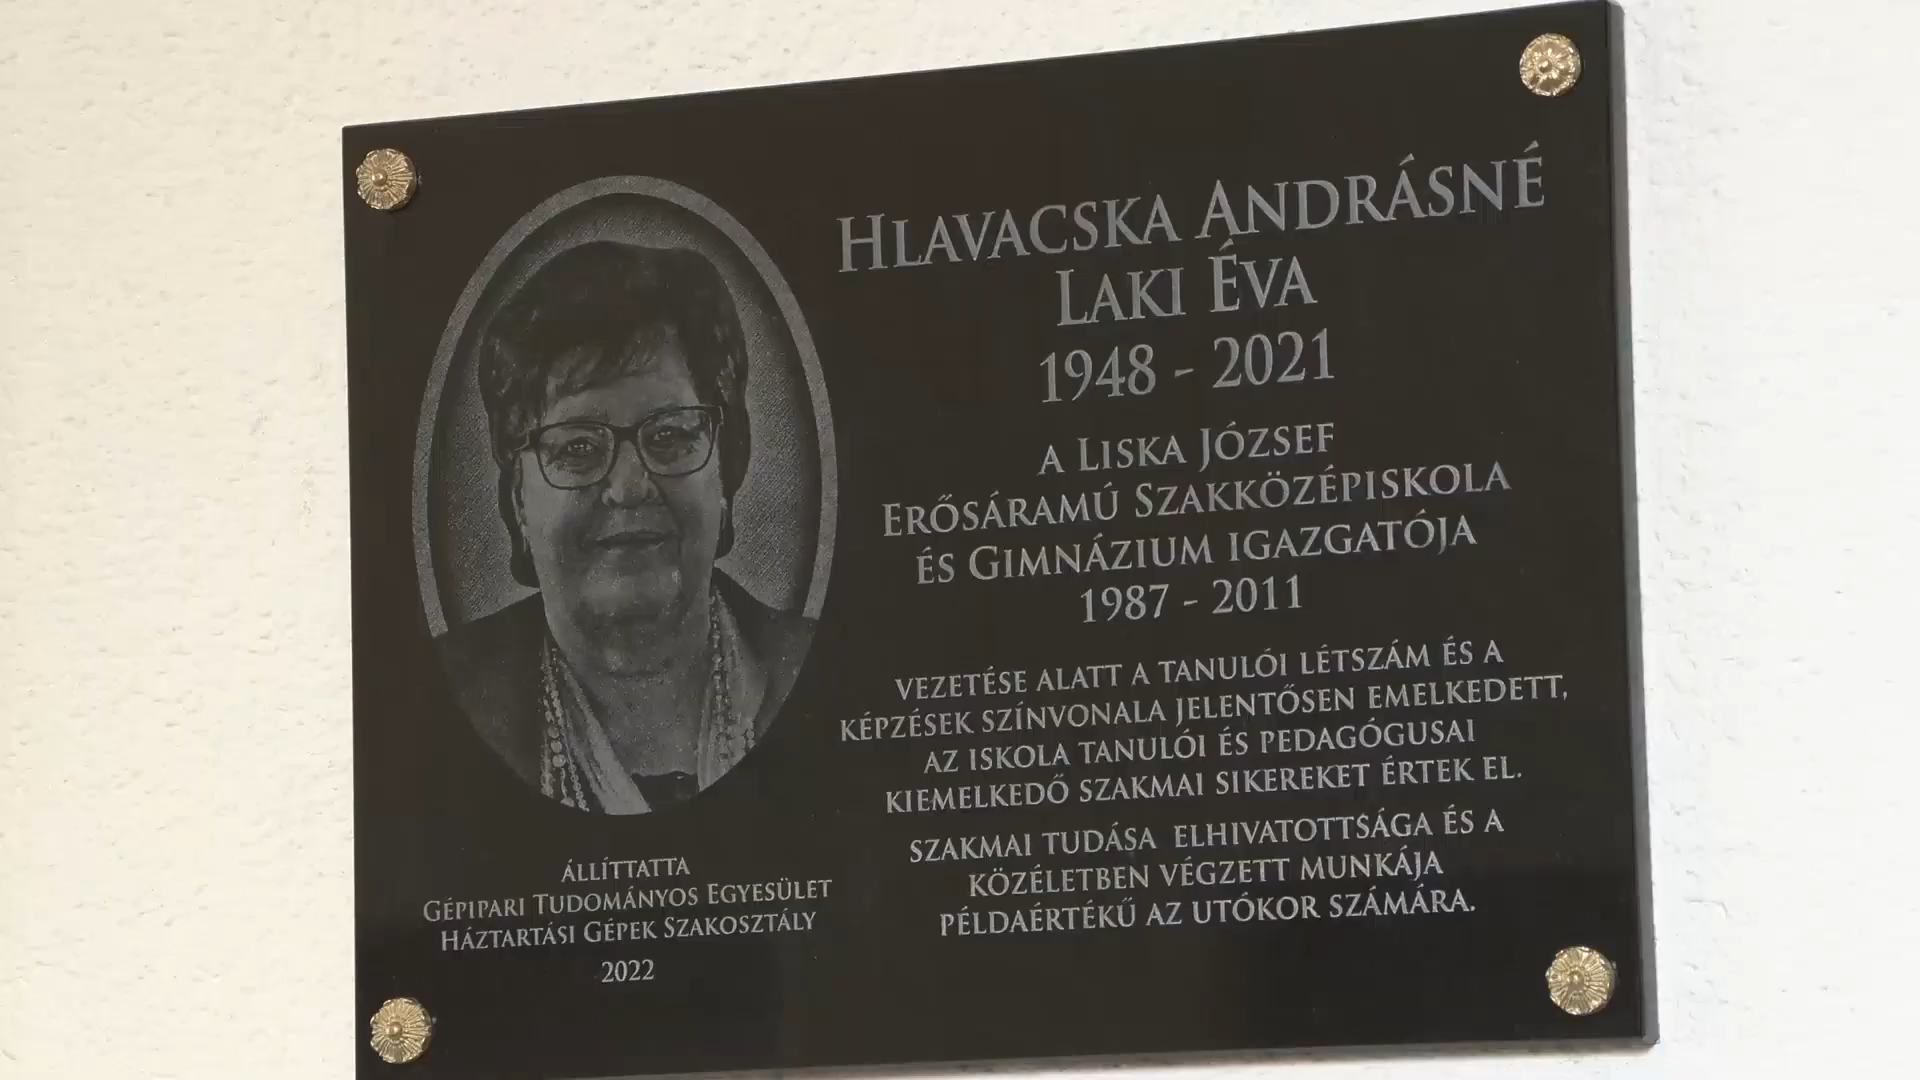 HLAVACSKA ANDRÁSNÉ
LAKI ÉVA
1948 - 2021
A LISKA JÓZSEF
ERŐSÁRAMÚ SZAKKÖZÉPISKOLA
ÉS GIMNÁZIUM IGAZGATÓJA
1987 - 2011
VEZETÉSE ALATT A TANULÓI LÉTSZÁM ÉS A
KÉPZÉSEK SZÍNVONALA JELENTŐSEN EMELKEDETT,
AZ ISKOLA TANULÓI ÉS PEDAGÓGUSAI
KIEMELKEDŐ SZAKMAI SIKEREKET ÉRTEK EL.
SZAKMAI TUDÁSA ELHIVATOTTSÁGA ÉS A
KÖZÉLETBEN VÉGZETT MUNKÁJA
PÉLDAÉRTÉKŰ AZ UTÓKOR SZÁMÁRA.
ÁLLÍTTATTA
GÉPIPARI TUDOMÁNYOS EGYESÜLET
HÁZTARTÁSI GÉPEK SZAKOSZTÁLY
2022